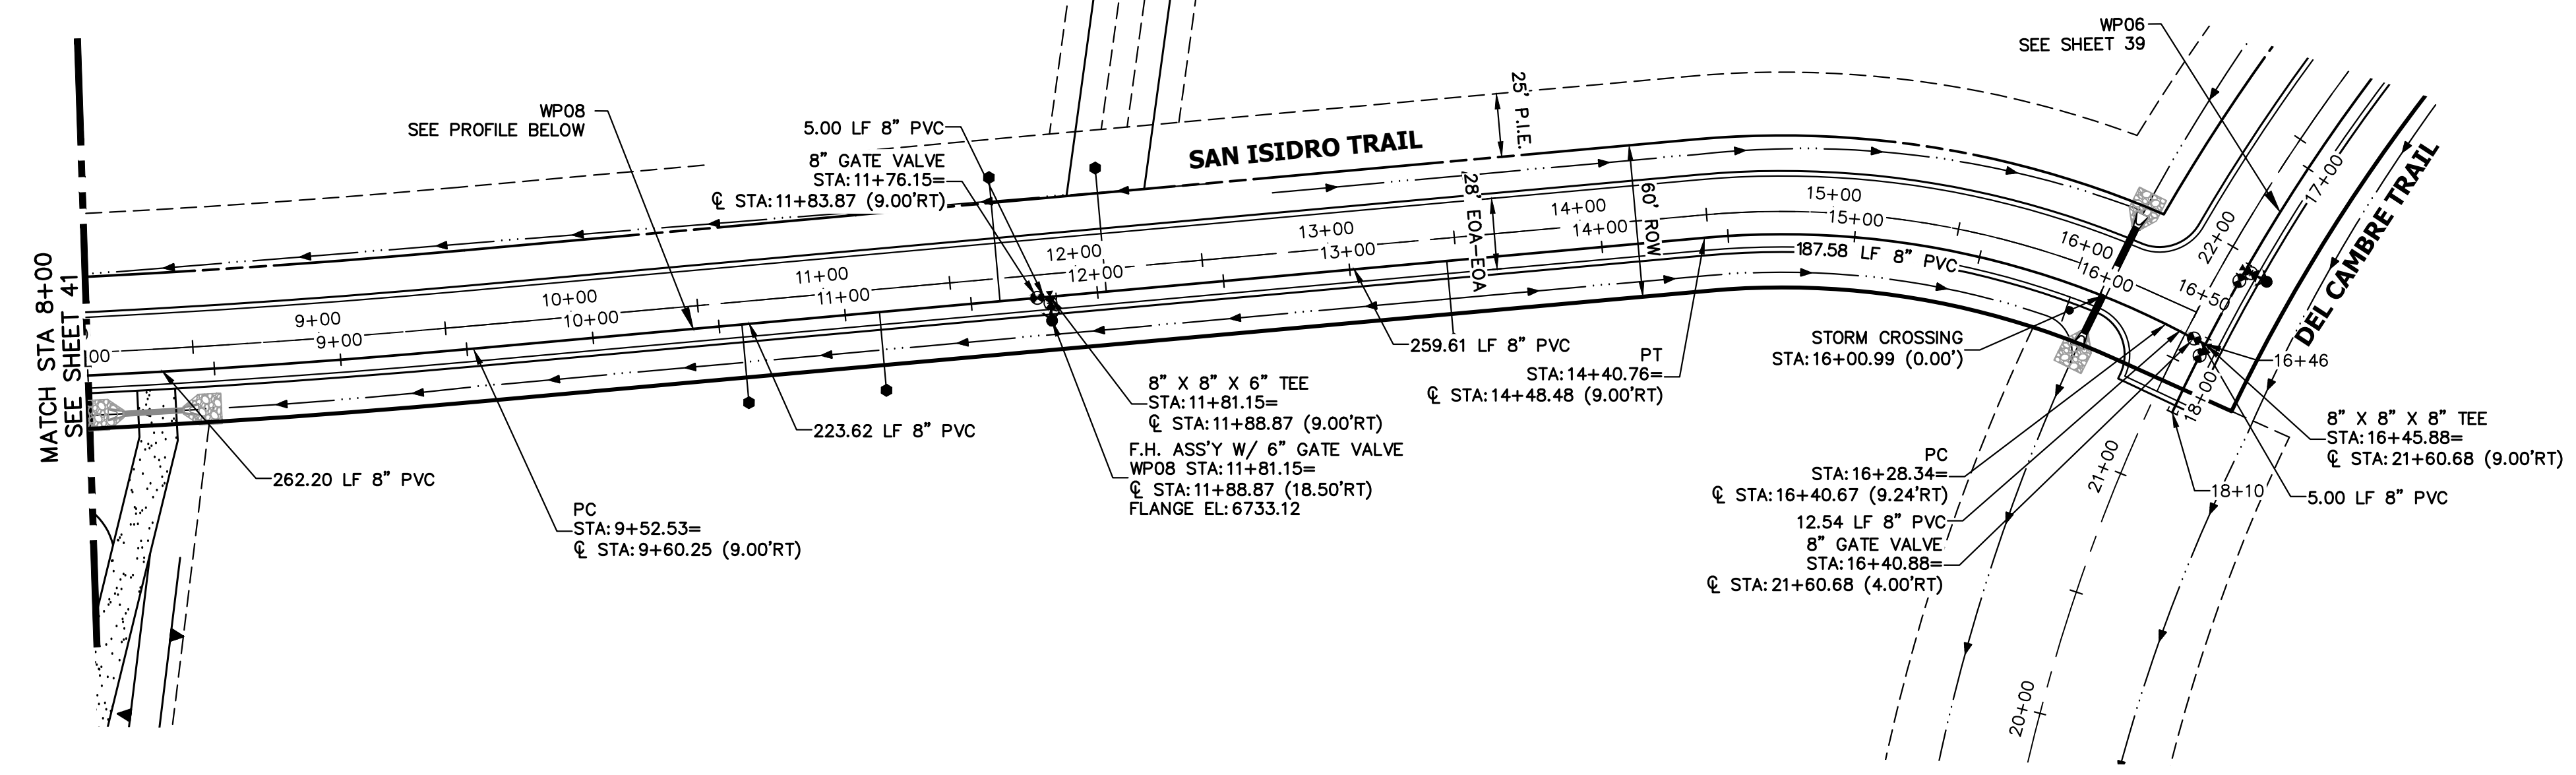 WP06
SEE SHEET 39
WP08
SEE PROFILE BELOW
5.00 LF 8" PVC
8" GATE VALVE
STA:11+76.15=
℄ STA:11+83.87 (9.00'RT)
SAN ISIDRO TRAIL
25' P.I.E.
28' EOA-EOA
60' ROW
DEL CAMBRE TRAIL
MATCH STA 8+00
SEE SHEET 41
00
9+00
9+00
10+00
10+00
11+00
11+00
12+00
12+00
13+00
13+00
14+00
14+00
15+00
15+00
16+00
16+00
16+50
22+00
17+00
187.58 LF 8" PVC
STORM CROSSING
STA:16+00.99 (0.00')
259.61 LF 8" PVC
PT
STA:14+40.76=
℄ STA:14+48.48 (9.00'RT)
16+46
18+00
8" X 8" X 6" TEE
STA:11+81.15=
℄ STA:11+88.87 (9.00'RT)
F.H. ASS'Y W/ 6" GATE VALVE
WP08 STA:11+81.15=
℄ STA:11+88.87 (18.50'RT)
FLANGE EL:6733.12
223.62 LF 8" PVC
262.20 LF 8" PVC
PC
STA:9+52.53=
℄ STA:9+60.25 (9.00'RT)
8" X 8" X 8" TEE
STA:16+45.88=
℄ STA:21+60.68 (9.00'RT)
PC
STA:16+28.34=
℄ STA:16+40.67 (9.24'RT)
12.54 LF 8" PVC
8" GATE VALVE
STA:16+40.88=
℄ STA:21+60.68 (4.00'RT)
18+10
5.00 LF 8" PVC
21+00
20+00